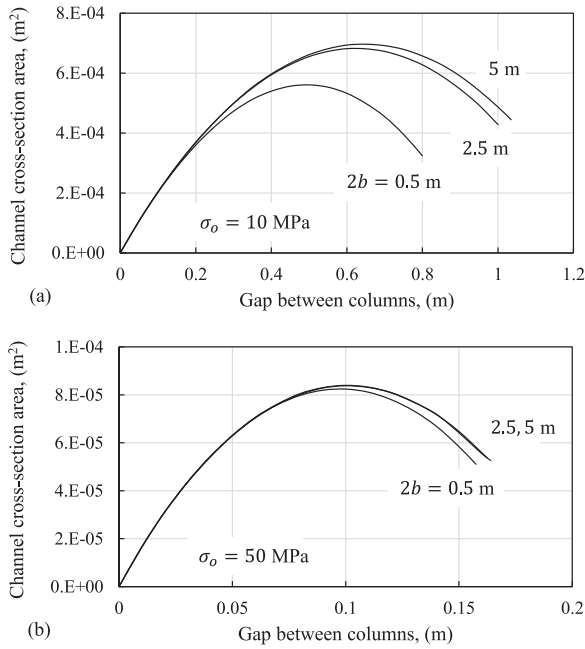 8.E-04
6.E-04
4.E-04
2.E-04
0.E+00
Channel cross-section area, (m²)
5 m
2.5 m
2b = 0.5 m
σₒ = 10 MPa
0 0.2 0.4 0.6 0.8 1 1.2
(a)
Gap between columns, (m)
1.E-04
8.E-05
6.E-05
4.E-05
2.E-05
0.E+00
Channel cross-section area, (m²)
2.5, 5 m
2b = 0.5 m
σₒ = 50 MPa
0 0.05 0.1 0.15 0.2
(b)
Gap between columns, (m)